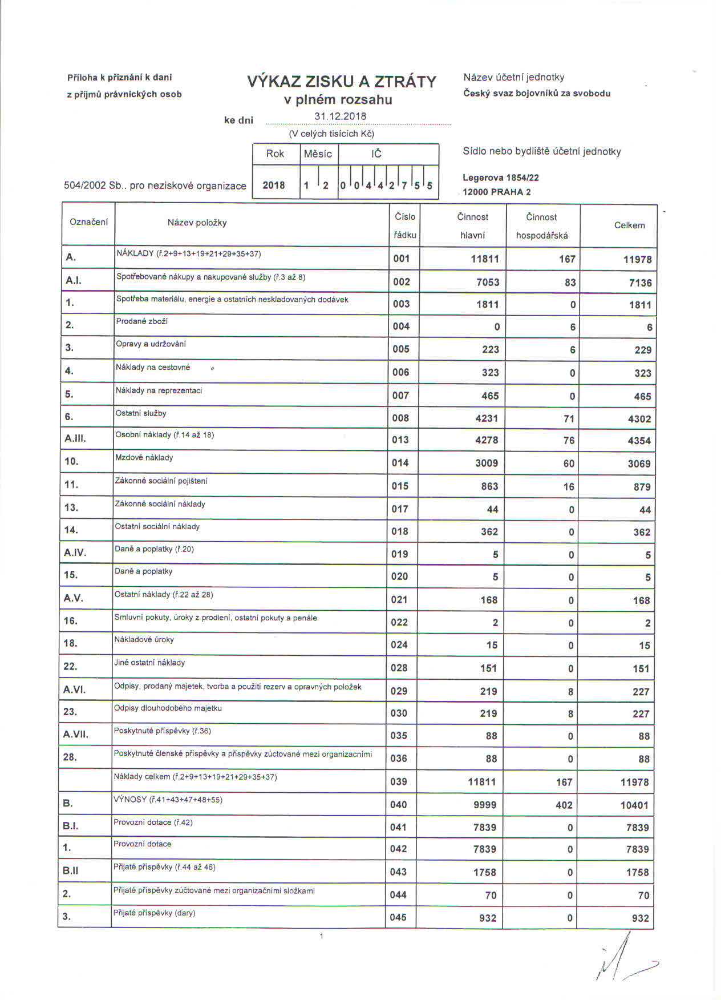 Příloha k přiznání k dani
z příjmů právnických osob
VÝKAZ ZISKU A ZTRÁTY
v plném rozsahu
ke dni 31.12.2018
(V celých tisících Kč)
Název účetní jednotky
Český svaz bojovníků za svobodu
Rok Měsíc IČ
504/2002 Sb.. pro neziskové organizace 2018 1 2 0 0 4 4 2 7 5 5
Sídlo nebo bydliště účetní jednotky
Legerova 1854/22
12000 PRAHA 2
Označení Název položky Číslo řádku Činnost hlavní Činnost hospodářská Celkem
A. NÁKLADY (ř.2+9+13+19+21+29+35+37) 001 11811 167 11978
A.I. Spotřebované nákupy a nakupované služby (ř.3 až 8) 002 7053 83 7136
1. Spotřeba materiálu, energie a ostatních neskladovaných dodávek 003 1811 0 1811
2. Prodané zboží 004 0 6 6
3. Opravy a udržování 005 223 6 229
4. Náklady na cestovné 006 323 0 323
5. Náklady na reprezentaci 007 465 0 465
6. Ostatní služby 008 4231 71 4302
A.III. Osobní náklady (ř.14 až 18) 013 4278 76 4354
10. Mzdové náklady 014 3009 60 3069
11. Zákonné sociální pojištění 015 863 16 879
13. Zákonné sociální náklady 017 44 0 44
14. Ostatní sociální náklady 018 362 0 362
A.IV. Daně a poplatky (ř.20) 019 5 0 5
15. Daně a poplatky 020 5 0 5
A.V. Ostatní náklady (ř.22 až 28) 021 168 0 168
16. Smluvní pokuty, úroky z prodlení, ostatní pokuty a penále 022 2 0 2
18. Nákladové úroky 024 15 0 15
22. Jiné ostatní náklady 028 151 0 151
A.VI. Odpisy, prodaný majetek, tvorba a použití rezerv a opravných položek 029 219 8 227
23. Odpisy dlouhodobého majetku 030 219 8 227
A.VII. Poskytnuté příspěvky (ř.36) 035 88 0 88
28. Poskytnuté členské příspěvky a příspěvky zúctované mezi organizacními 036 88 0 88
Náklady celkem (ř.2+9+13+19+21+29+35+37) 039 11811 167 11978
B. VÝNOSY (ř.41+43+47+48+55) 040 9999 402 10401
B.I. Provozní dotace (ř.42) 041 7839 0 7839
1. Provozní dotace 042 7839 0 7839
B.II Přijaté příspěvky (ř.44 až 46) 043 1758 0 1758
2. Přijaté příspěvky zúčtované mezi organizačními složkami 044 70 0 70
3. Přijaté příspěvky (dary) 045 932 0 932
1